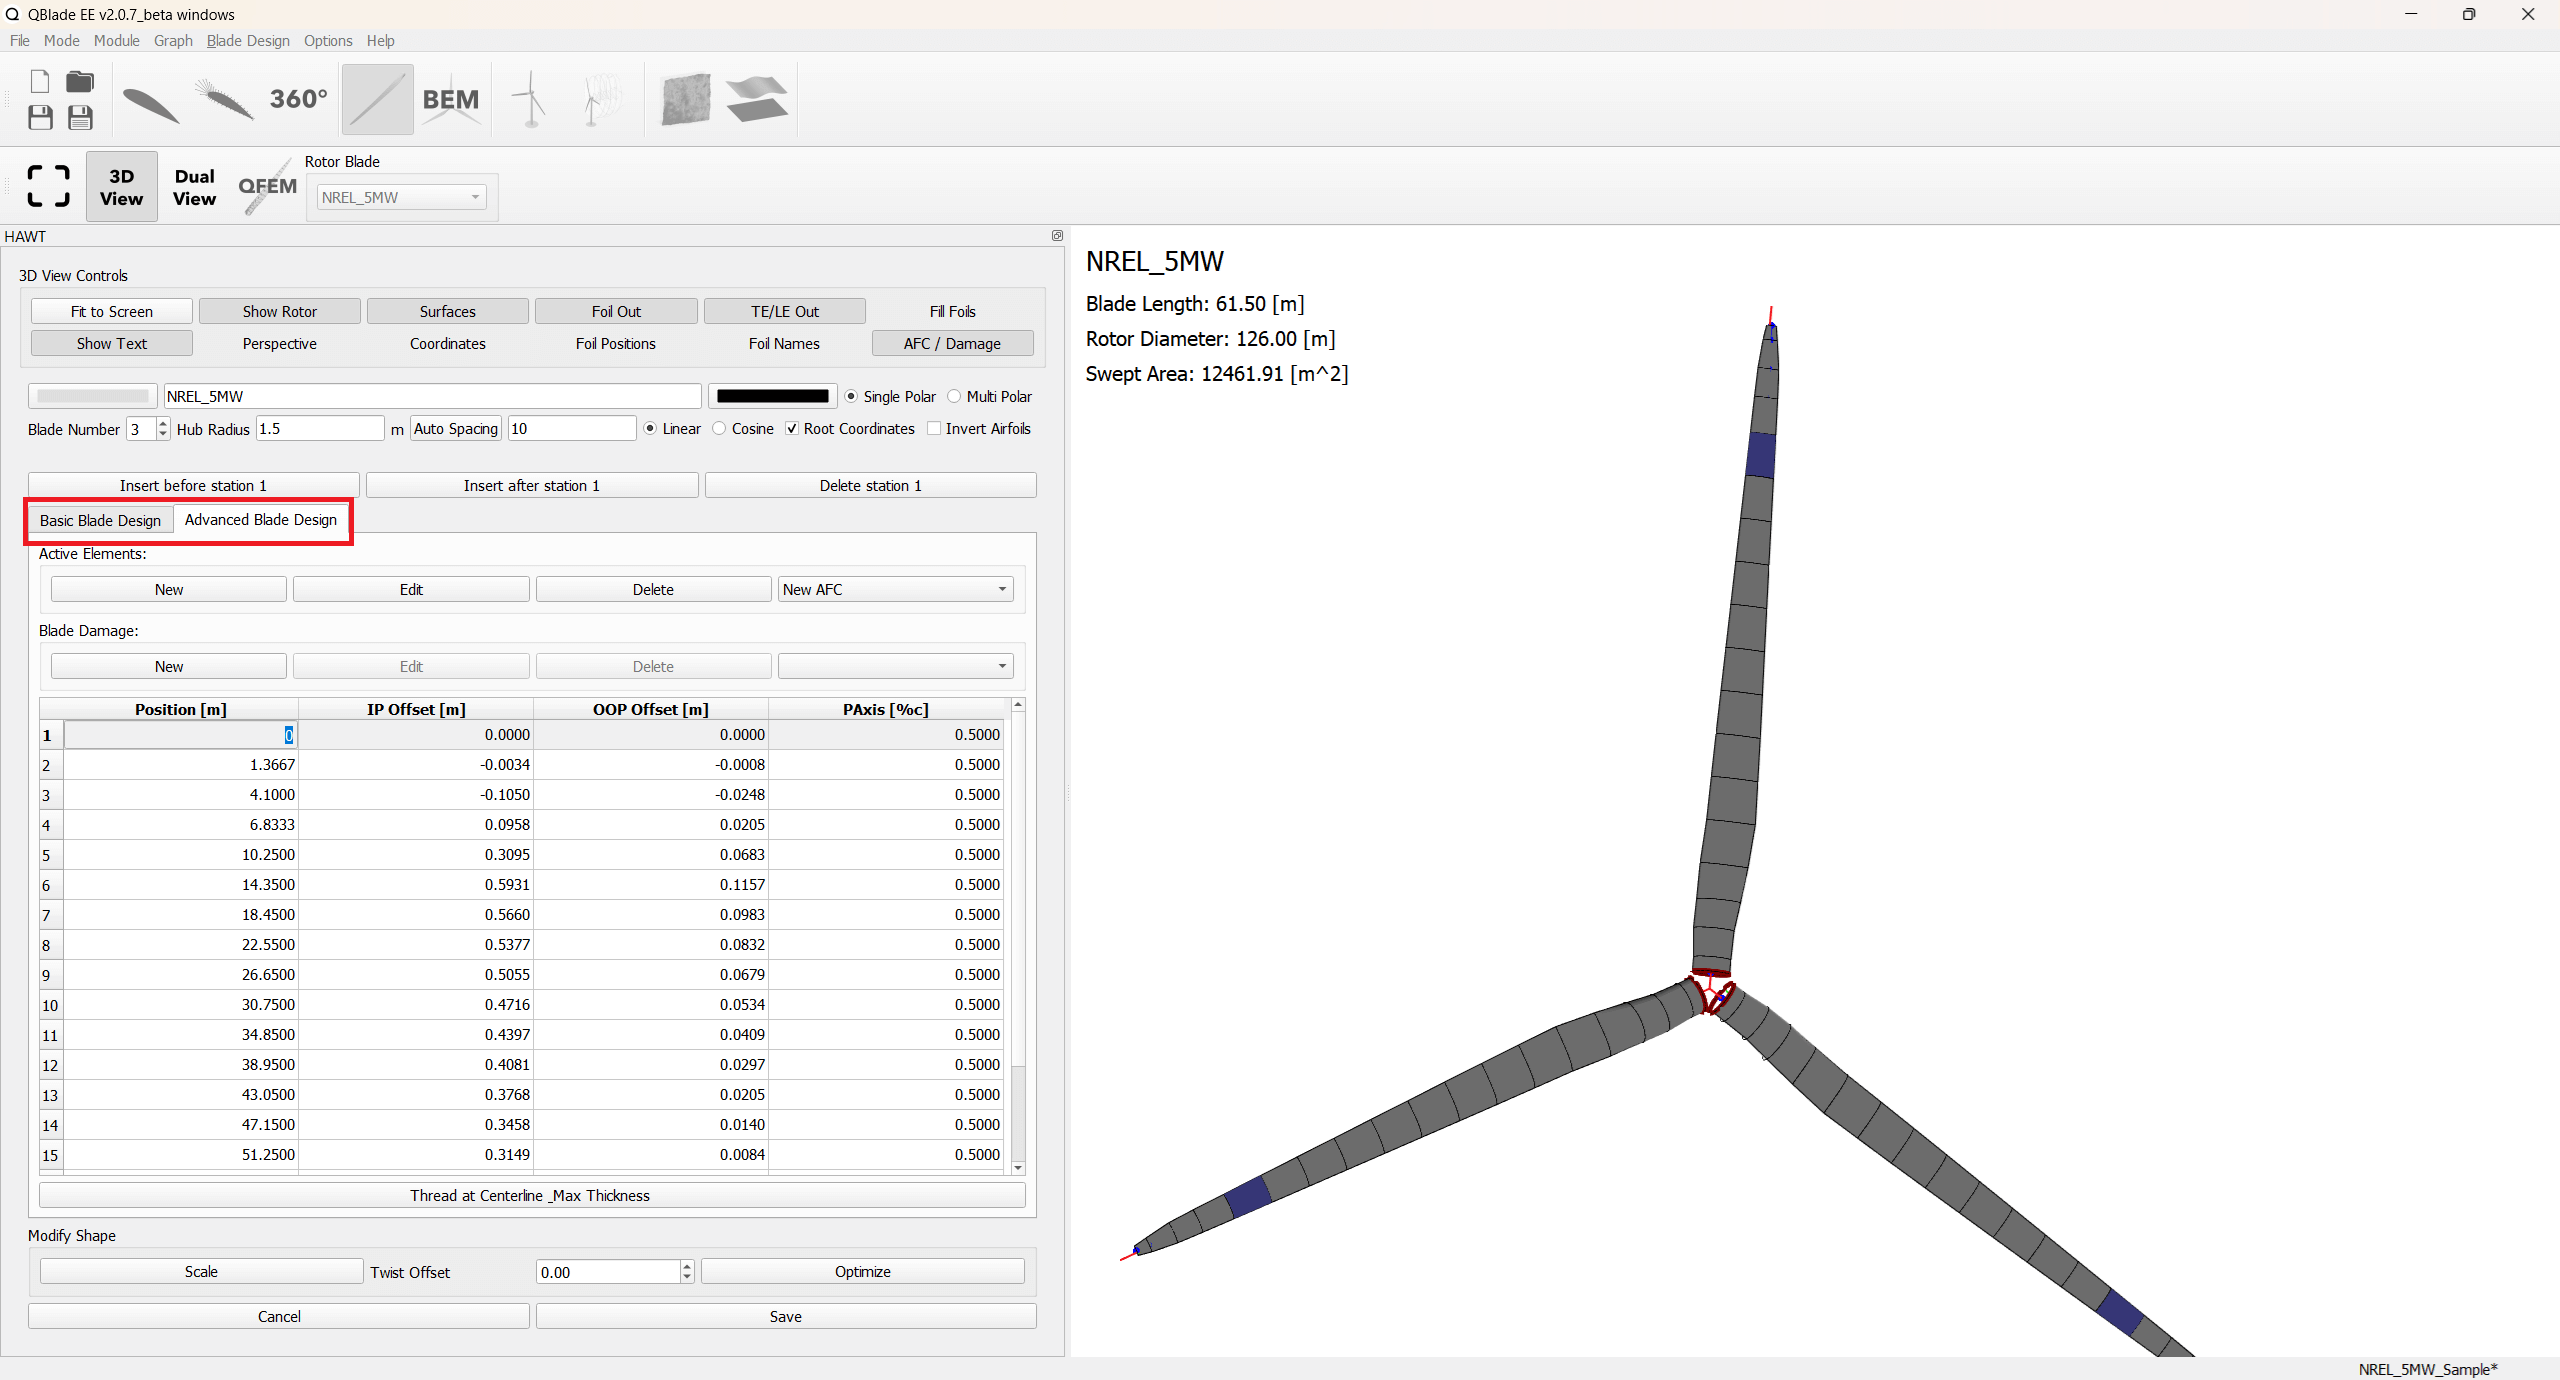 QBlade EE v2.0.7_beta windows
File Mode Module Graph Blade Design Options Help
360° BEM
3D View Dual View QFEM
Rotor Blade
NREL_5MW
HAWT
3D View Controls
Fit to Screen Show Rotor Surfaces Foil Out TE/LE Out Fill Foils
Show Text Perspective Coordinates Foil Positions Foil Names AFC / Damage
NREL_5MW Single Polar Multi Polar
Blade Number 3 Hub Radius 1.5 m Auto Spacing 10 Linear Cosine Root Coordinates Invert Airfoils
Insert before station 1 Insert after station 1 Delete station 1
Basic Blade Design Advanced Blade Design
Active Elements:
New Edit Delete New AFC
Blade Damage:
New Edit Delete
Position [m] IP Offset [m] OOP Offset [m] PAxis [%c]
1 0 0.0000 0.0000 0.5000
2 1.3667 -0.0034 -0.0008 0.5000
3 4.1000 -0.1050 -0.0248 0.5000
4 6.8333 0.0958 0.0205 0.5000
5 10.2500 0.3095 0.0683 0.5000
6 14.3500 0.5931 0.1157 0.5000
7 18.4500 0.5660 0.0983 0.5000
8 22.5500 0.5377 0.0832 0.5000
9 26.6500 0.5055 0.0679 0.5000
10 30.7500 0.4716 0.0534 0.5000
11 34.8500 0.4397 0.0409 0.5000
12 38.9500 0.4081 0.0297 0.5000
13 43.0500 0.3768 0.0205 0.5000
14 47.1500 0.3458 0.0140 0.5000
15 51.2500 0.3149 0.0084 0.5000
Thread at Centerline _Max Thickness
Modify Shape
Scale Twist Offset 0.00 Optimize
Cancel Save
NREL_5MW
Blade Length: 61.50 [m]
Rotor Diameter: 126.00 [m]
Swept Area: 12461.91 [m^2]
NREL_5MW_Sample*